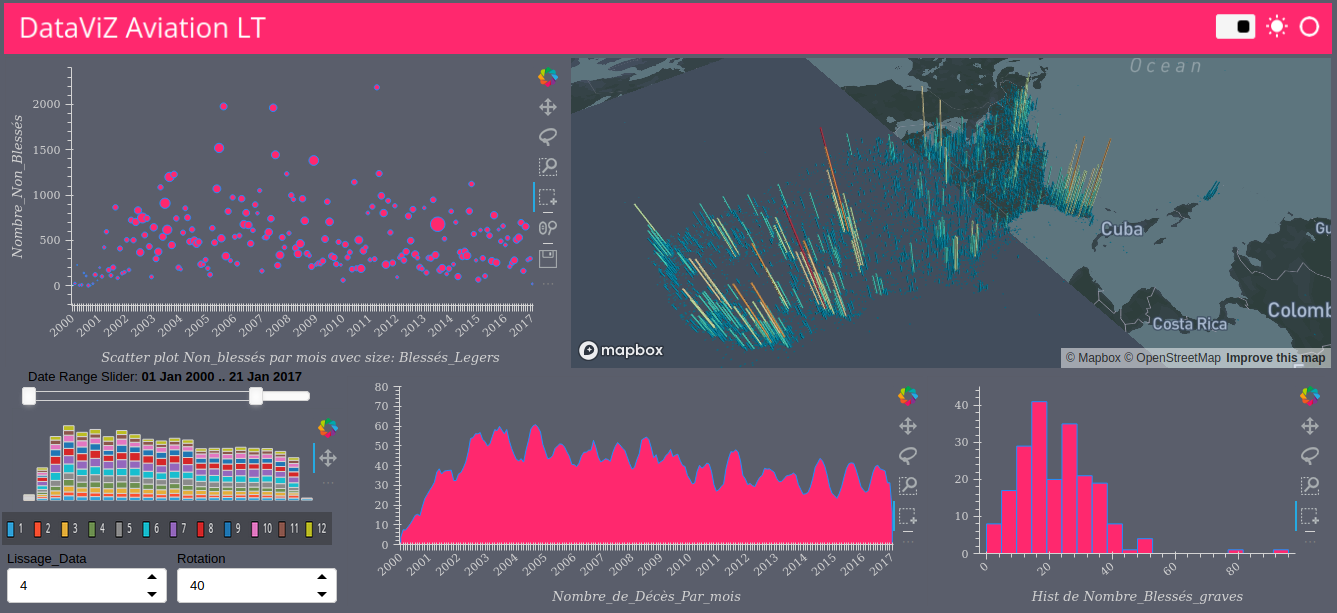 DataViZ Aviation LT
Nombre_Non_Blessés
2000
1500
1000
500
0
2000 2001 2002 2003 2004 2005 2006 2007 2008 2009 2010 2011 2012 2013 2014 2015 2016 2017
Scatter plot Non_blessés par mois avec size: Blessés_Legers
Ocean
Cuba
Gu
Colomb
Costa Rica
mapbox
© Mapbox © OpenStreetMap Improve this map
Date Range Slider: 01 Jan 2000 .. 21 Jan 2017
1 2 3 4 5 6 7 8 9 10 11 12
Lissage_Data
4
Rotation
40
80
70
60
50
40
30
20
10
0
2000 2001 2002 2003 2004 2005 2006 2007 2008 2009 2010 2011 2012 2013 2014 2015 2016 2017
Nombre_de_Décès_Par_mois
40
30
20
10
0
0 20 40 60 80
Hist de Nombre_Blessés_graves